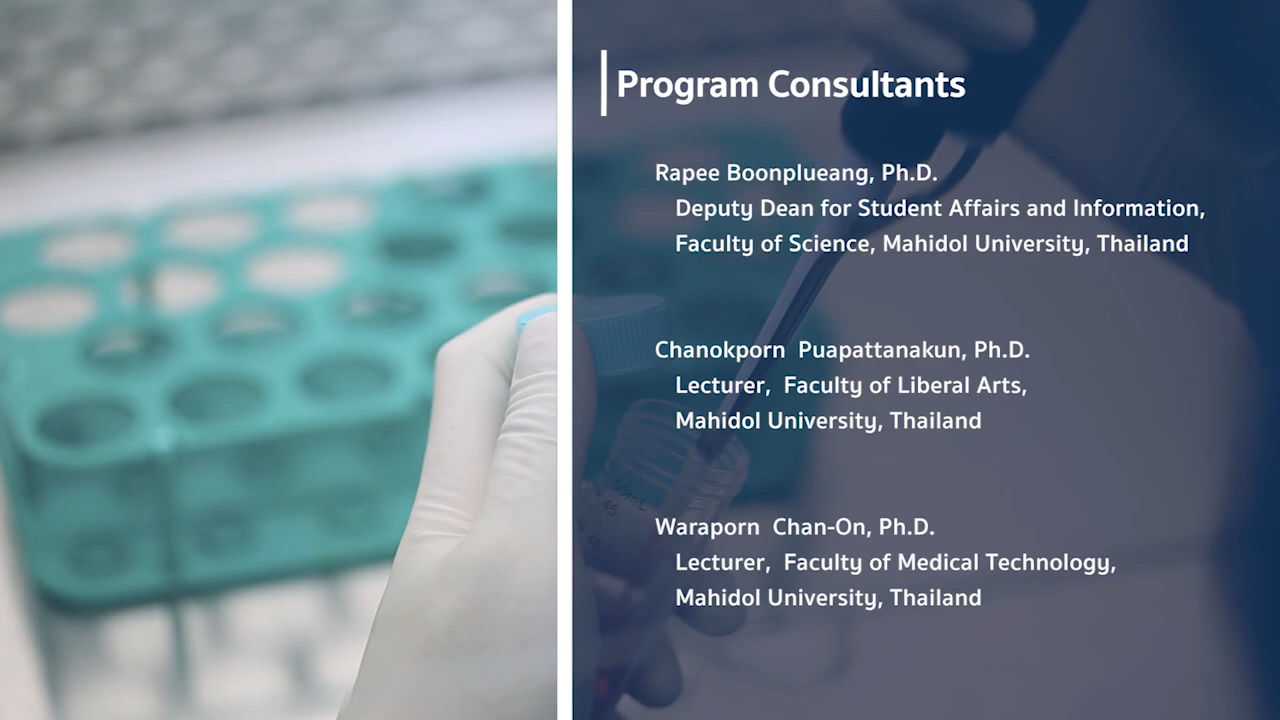 Program Consultants
Rapee Boonplueang, Ph.D.
Deputy Dean for Student Affairs and Information,
Faculty of Science, Mahidol University, Thailand
Chanokporn Puapattanakun, Ph.D.
Lecturer, Faculty of Liberal Arts,
Mahidol University, Thailand
Waraporn Chan-On, Ph.D.
Lecturer, Faculty of Medical Technology,
Mahidol University, Thailand
50mL